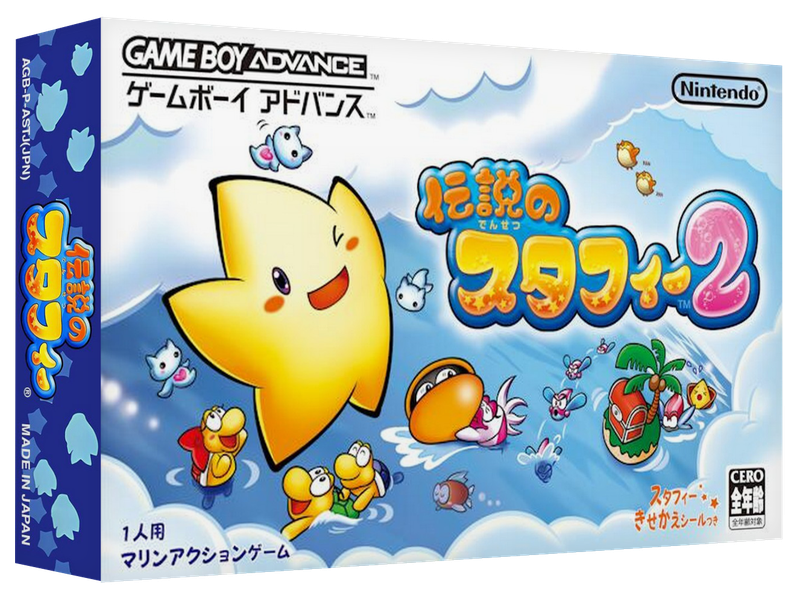 GAME BOY ADVANCE™
ゲームボーイ アドバンス™
Nintendo®
伝説の
でんせつ
スタフィー2
™
1人用
マリンアクションゲーム
スタフィー
きせかえシールつき
CERO
全年齢
全年齢対象
AGB-P-ASTJ(JPN)
伝説の
スタフィー®
MADE IN JAPAN